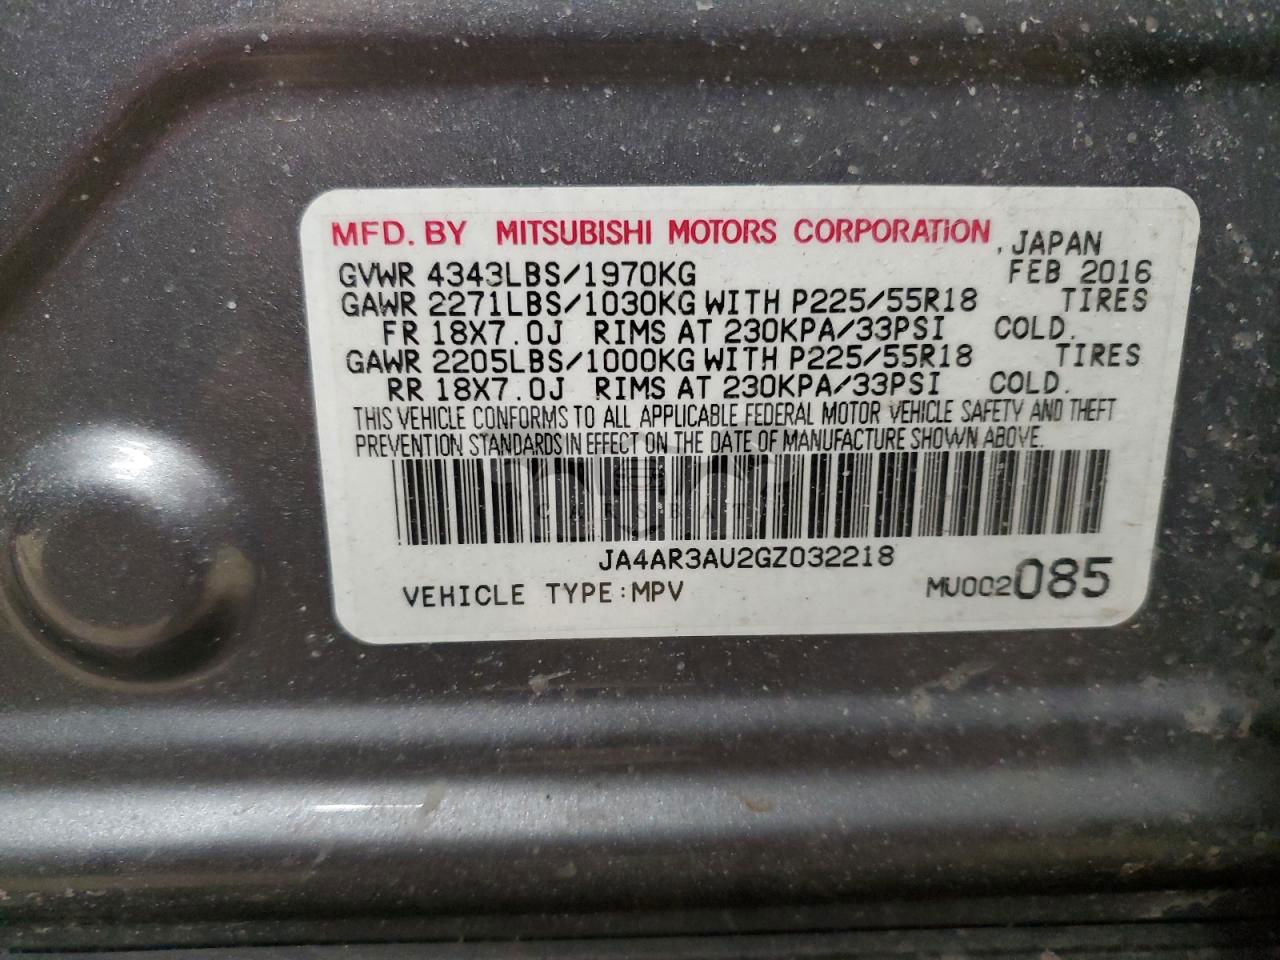 MFD. BY MITSUBISHI MOTORS CORPORATION, JAPAN
GVWR 4343LBS/1970KG FEB 2016
GAWR 2271LBS/1030KG WITH P225/55R18 TIRES
FR 18X7.0J RIMS AT 230KPA/33PSI COLD.
GAWR 2205LBS/1000KG WITH P225/55R18 TIRES
RR 18X7.0J RIMS AT 230KPA/33PSI COLD.
THIS VEHICLE CONFORMS TO ALL APPLICABLE FEDERAL MOTOR VEHICLE SAFETY AND THEFT
PREVENTION STANDARDS IN EFFECT ON THE DATE OF MANUFACTURE SHOWN ABOVE.
JA4AR3AU2GZ032218
VEHICLE TYPE:MPV MU002085